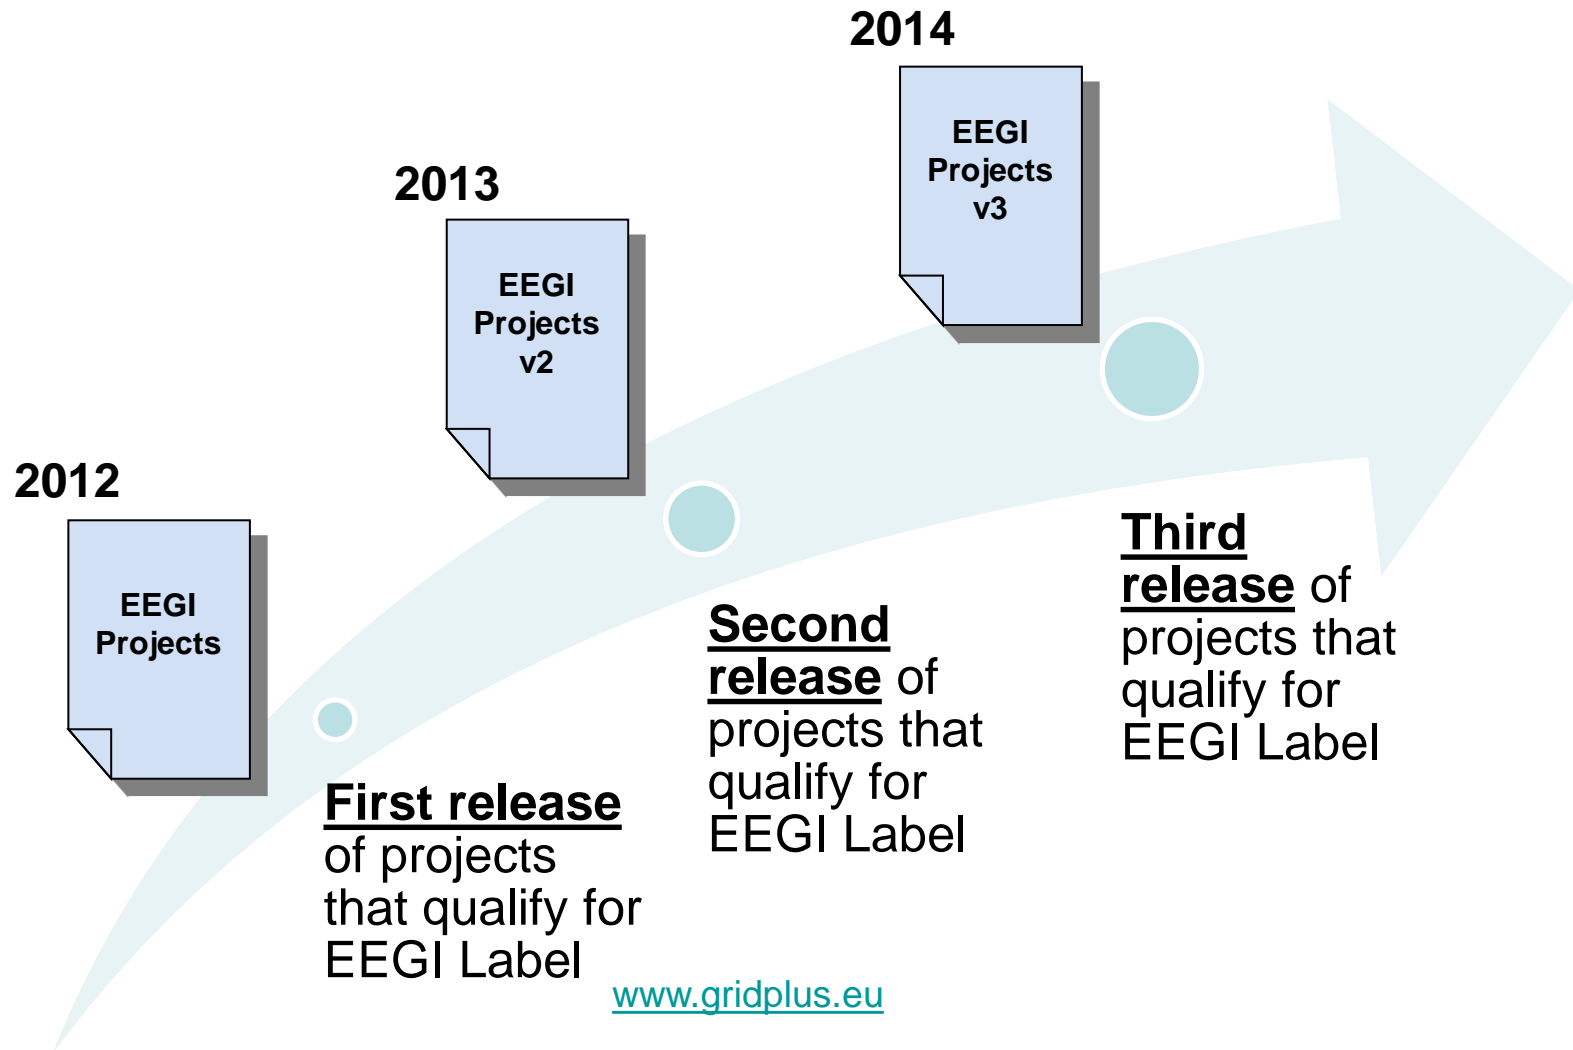 2012
EEGI
Projects
First release
of projects
that qualify for
EEGI Label
2013
EEGI
Projects
v2
Second
release of
projects that
qualify for
EEGI Label
2014
EEGI
Projects
v3
Third
release of
projects that
qualify for
EEGI Label
www.gridplus.eu